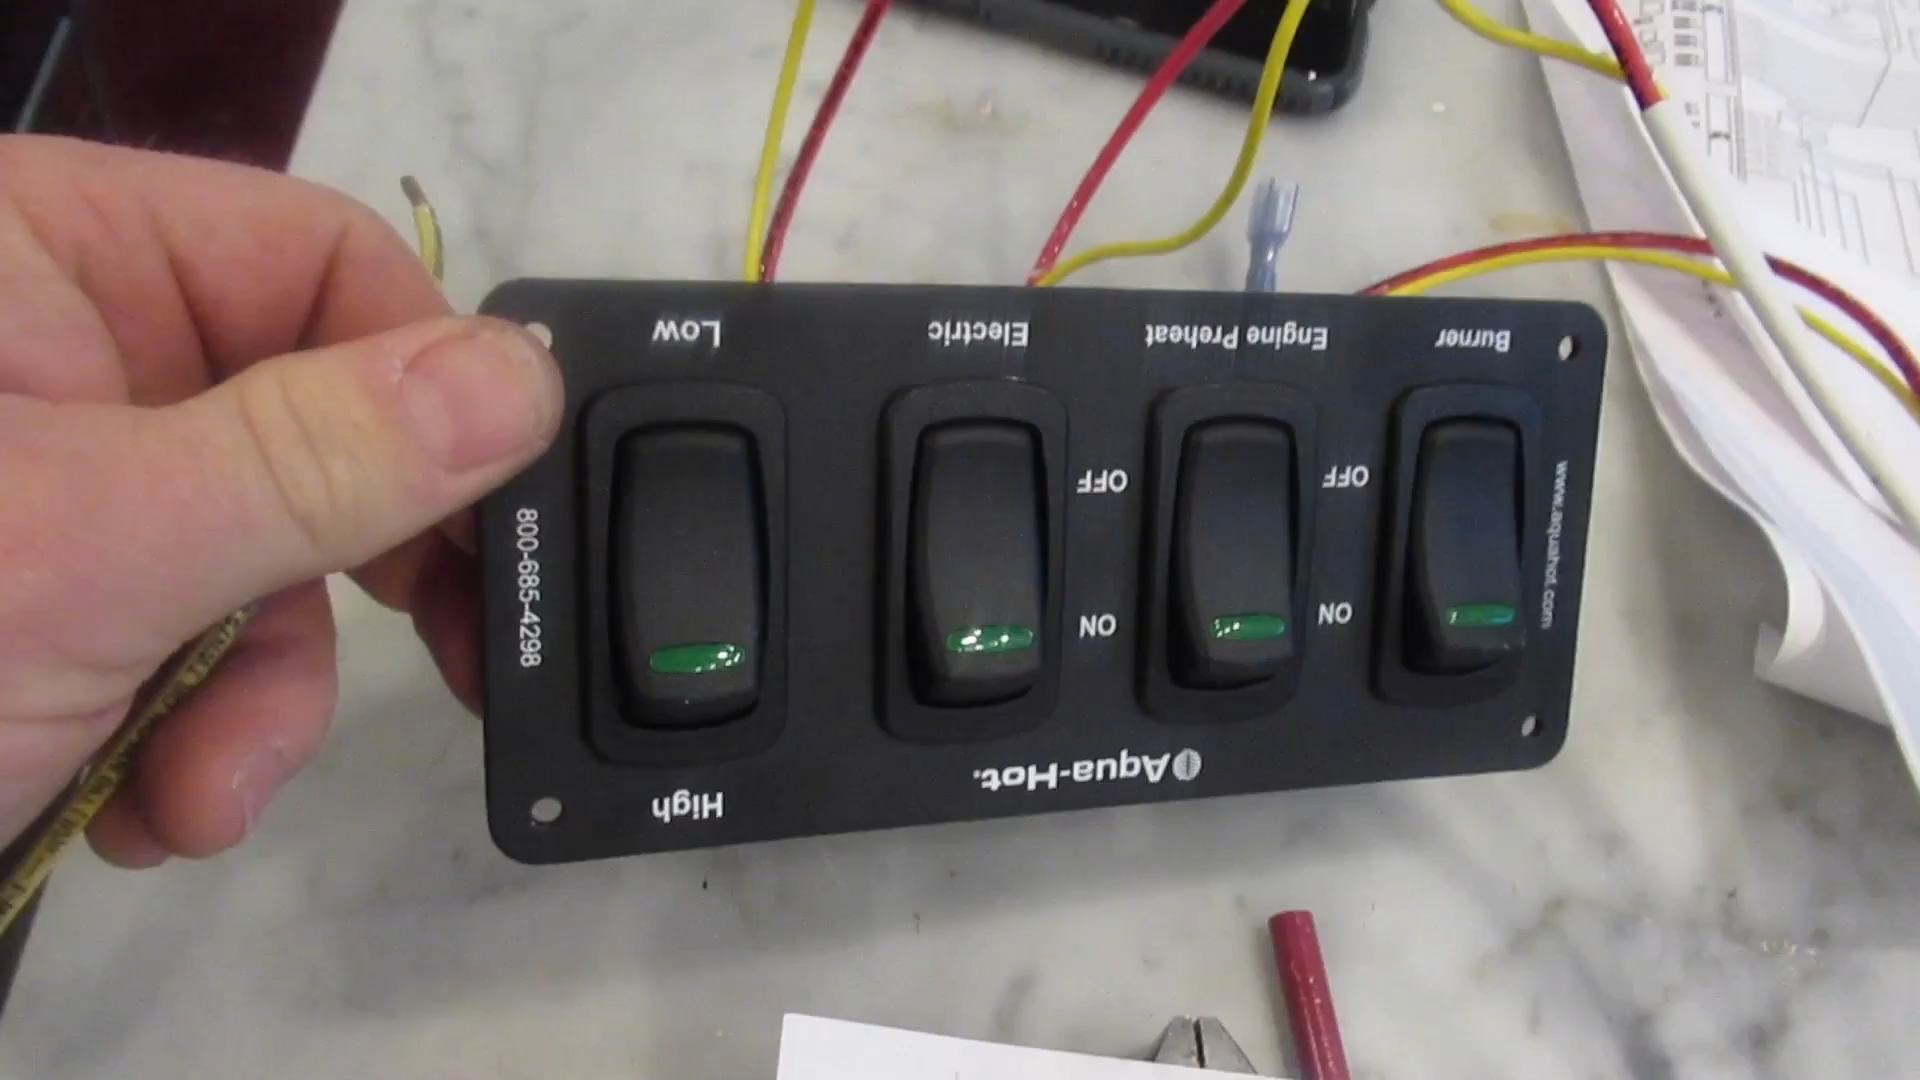 Aqua-Hot.
High
ON
ON
OFF
OFF
Burner
Engine Preheat
Electric
Low
www.aquahot.com
800-685-4298